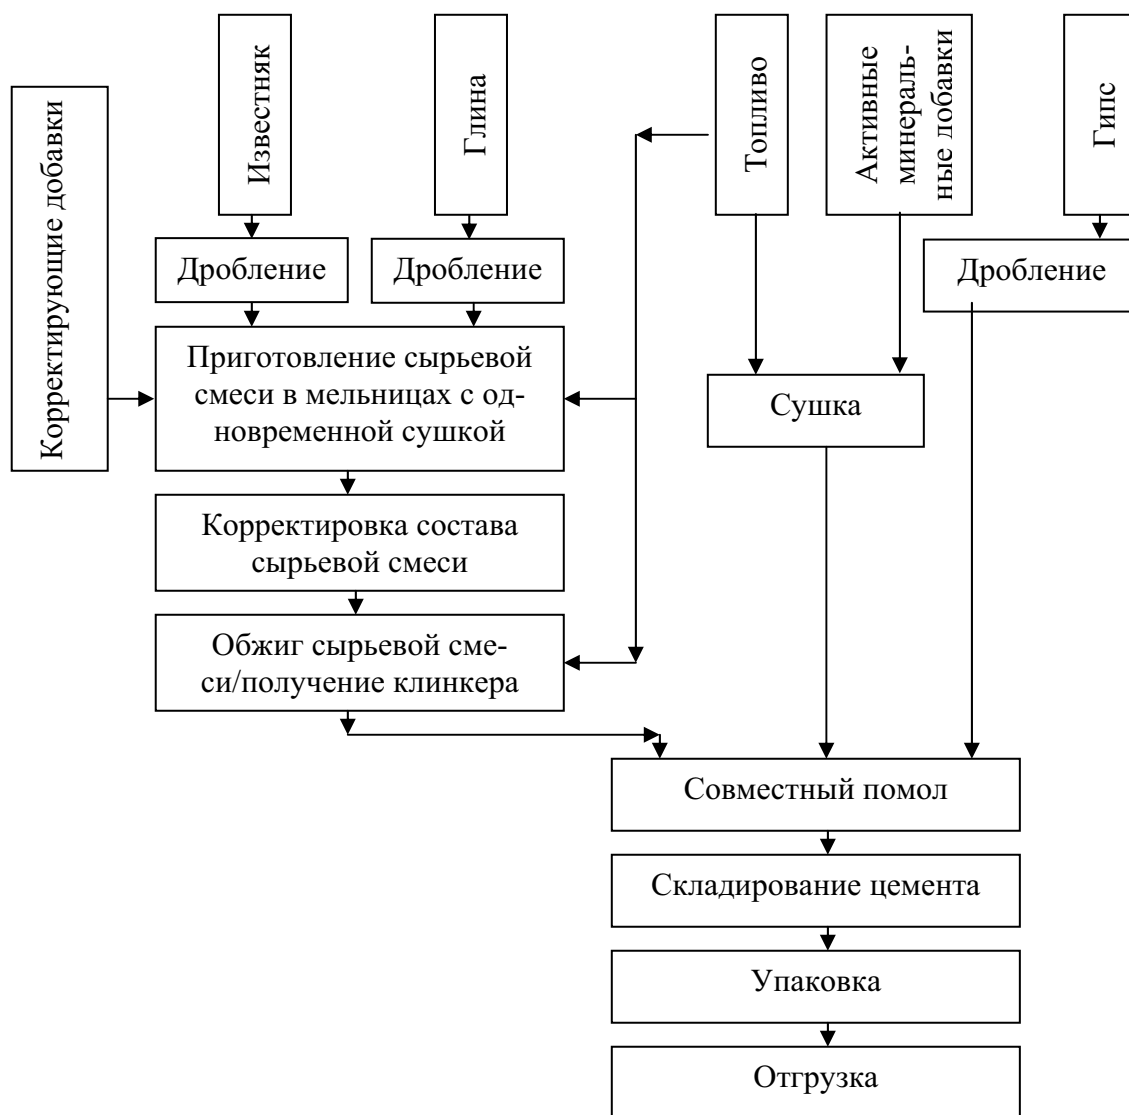 Корректирующие добавки
Известняк
Глина
Топливо
Активные
минераль-
ные добавки
Гипс
Дробление
Дробление
Дробление
Приготовление сырьевой
смеси в мельницах с од-
новременной сушкой
Сушка
Корректировка состава
сырьевой смеси
Обжиг сырьевой сме-
си/получение клинкера
Совместный помол
Складирование цемента
Упаковка
Отгрузка